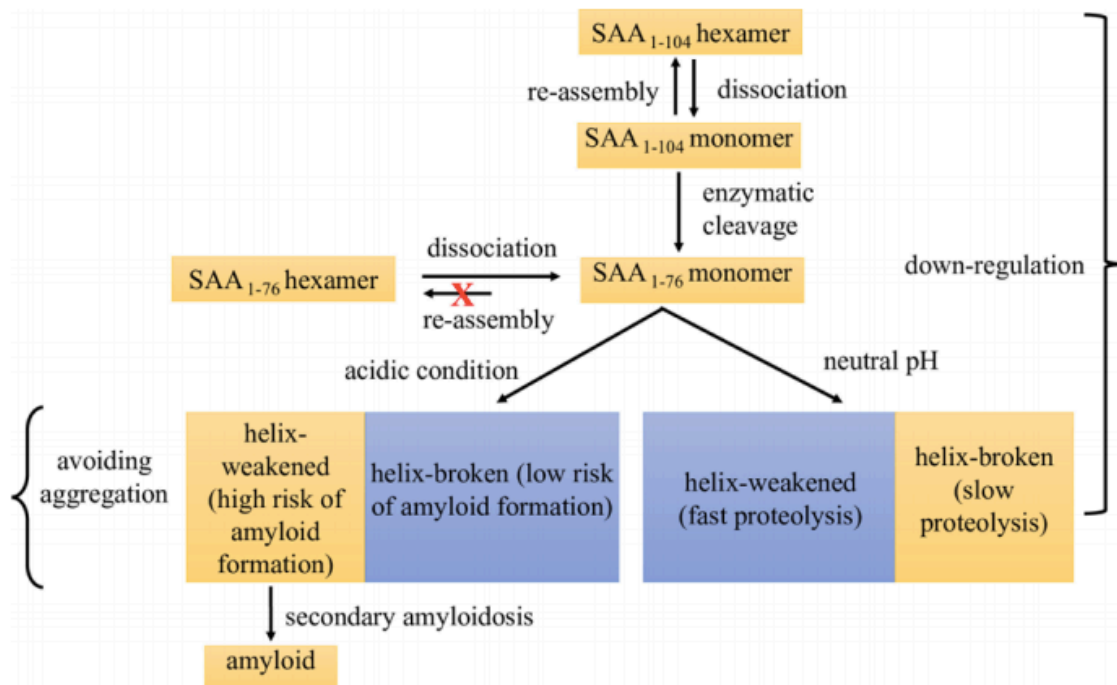 SAA 1-104 hexamer
re-assembly
dissociation
SAA 1-104 monomer
enzymatic
cleavage
dissociation
SAA 1-76 hexamer
X
re-assembly
SAA 1-76 monomer
down-regulation
acidic condition
neutral pH
avoiding
aggregation
helix-
weakened
(high risk of
amyloid
formation)
helix-broken (low risk
of amyloid formation)
helix-weakened
(fast proteolysis)
helix-broken
(slow
proteolysis)
secondary amyloidosis
amyloid